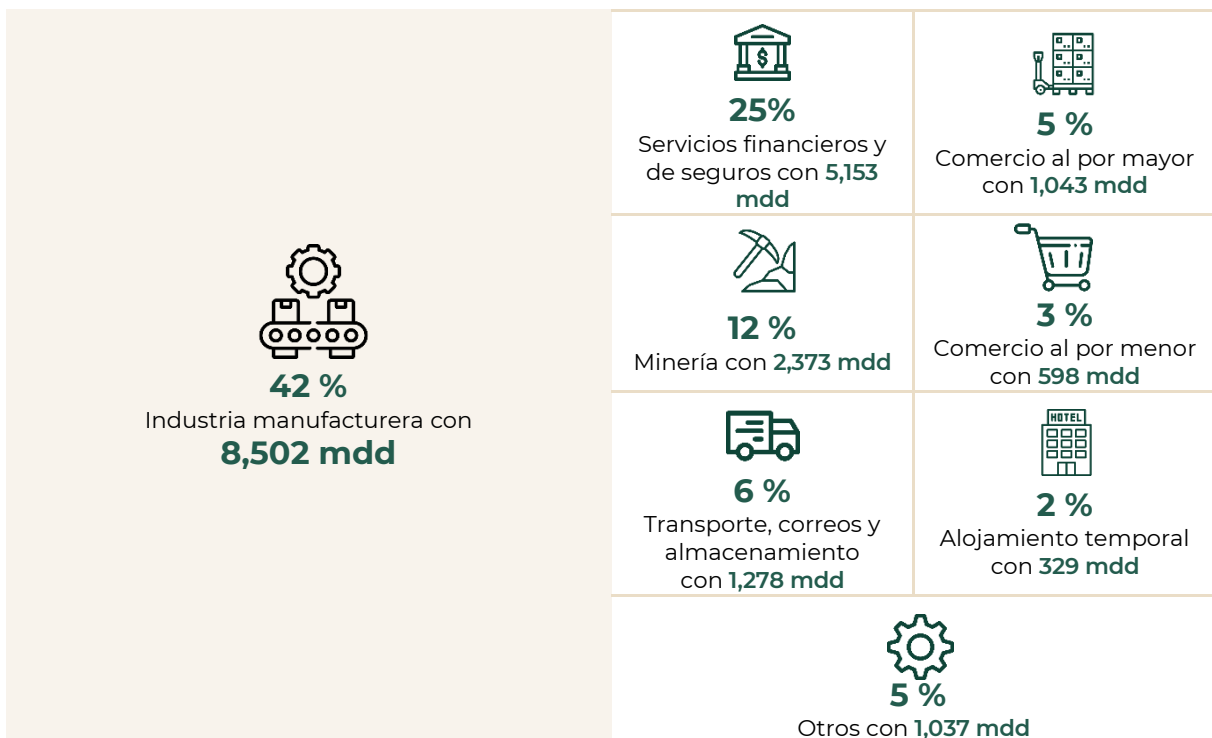 42 %
Industria manufacturera con
8,502 mdd
25%
Servicios financieros y
de seguros con 5,153
mdd
5 %
Comercio al por mayor
con 1,043 mdd
12 %
Minería con 2,373 mdd
3 %
Comercio al por menor
con 598 mdd
6 %
Transporte, correos y
almacenamiento
con 1,278 mdd
HOTEL
2 %
Alojamiento temporal
con 329 mdd
5 %
Otros con 1,037 mdd